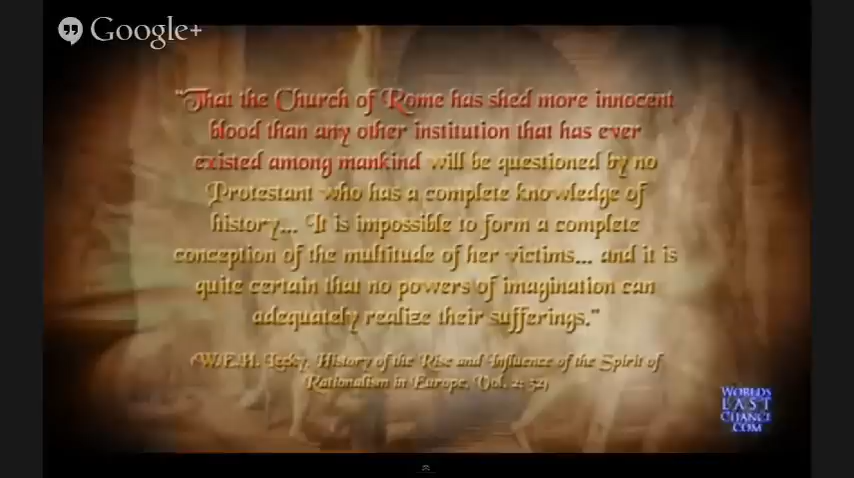 Google+
"That the Church of Rome has shed more innocent
blood than any other institution that has ever
existed among mankind will be questioned by no
Protestant who has a complete knowledge of
history... It is impossible to form a complete
conception of the multitude of her victims... and it is
quite certain that no powers of imagination can
adequately realize their sufferings."
(W.E.H. Lecky, History of the Rise and Influence of the Spirit of
Rationalism in Europe, Vol. 2: 32)
WORLDS
LAST
CHANCE
.COM